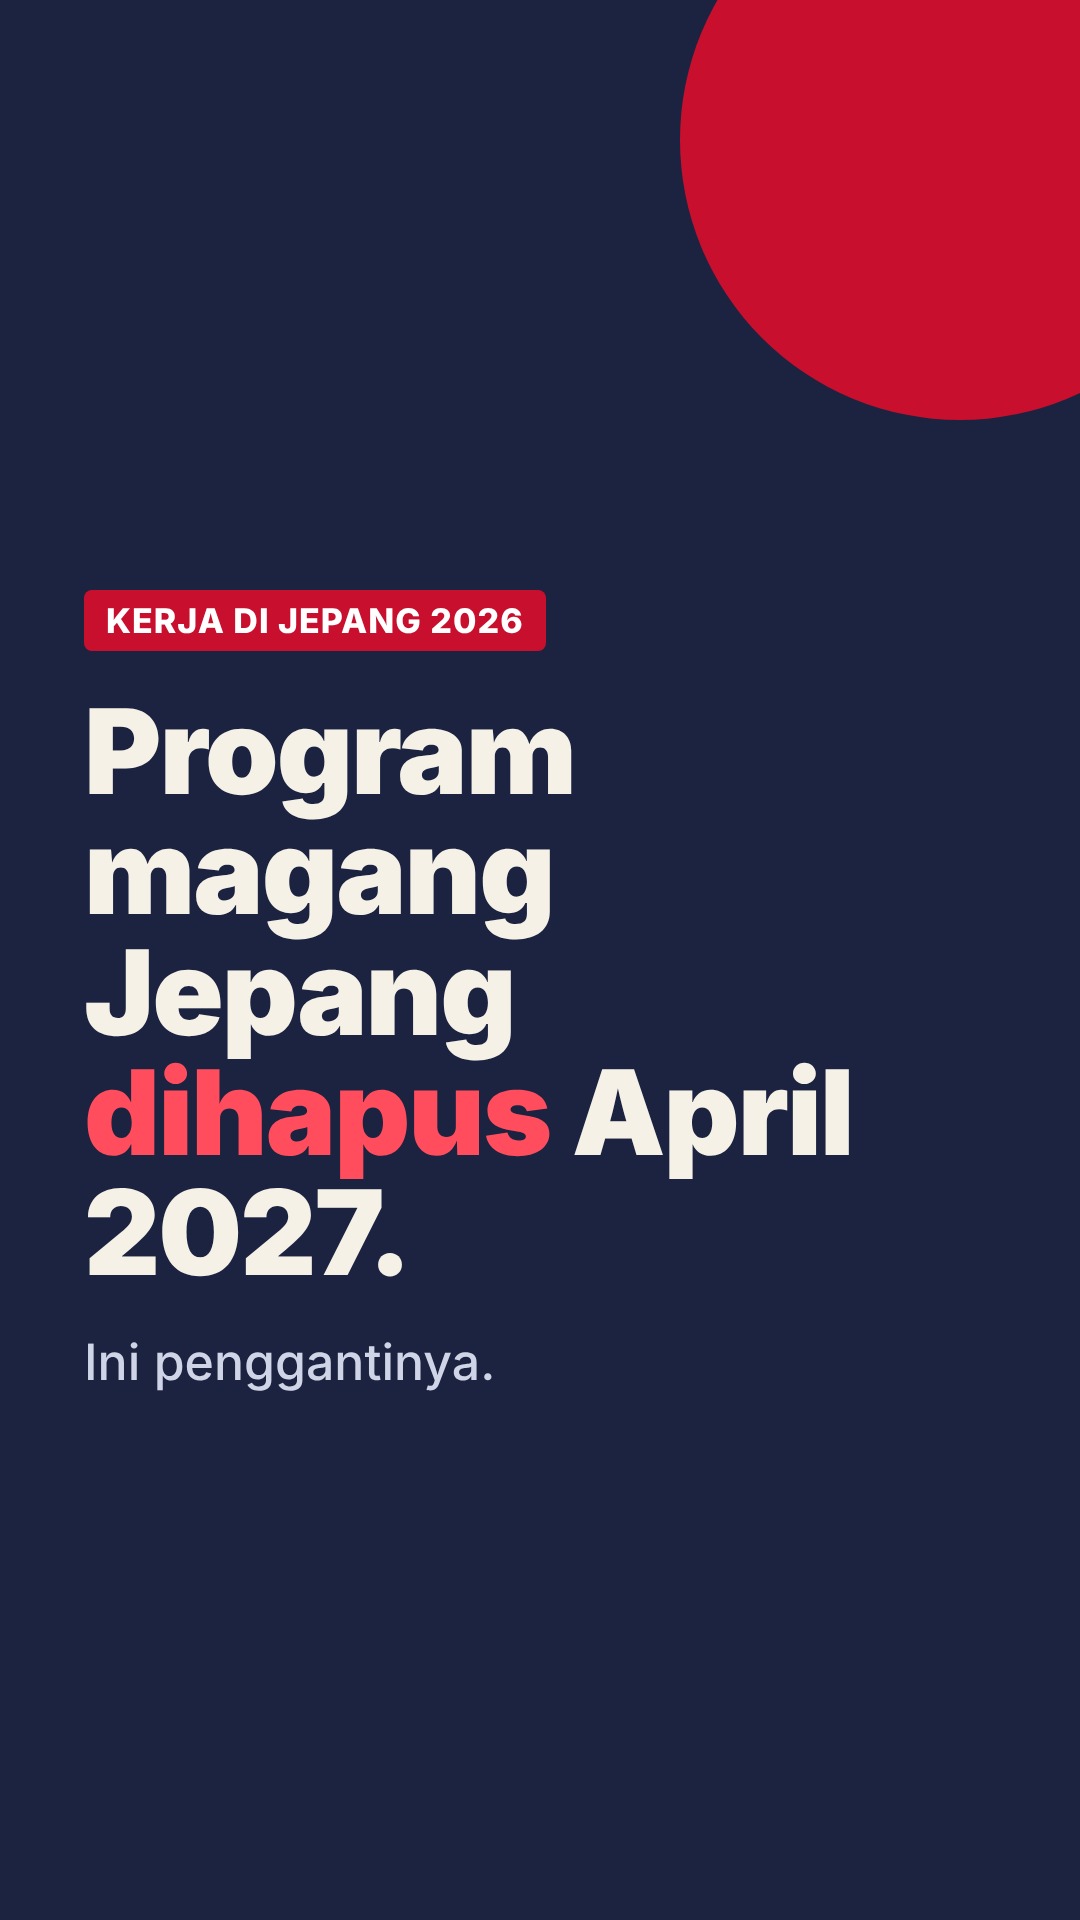 KERJA DI JEPANG 2026
Program
magang
Jepang
dihapus April
2027.
Ini penggantinya.